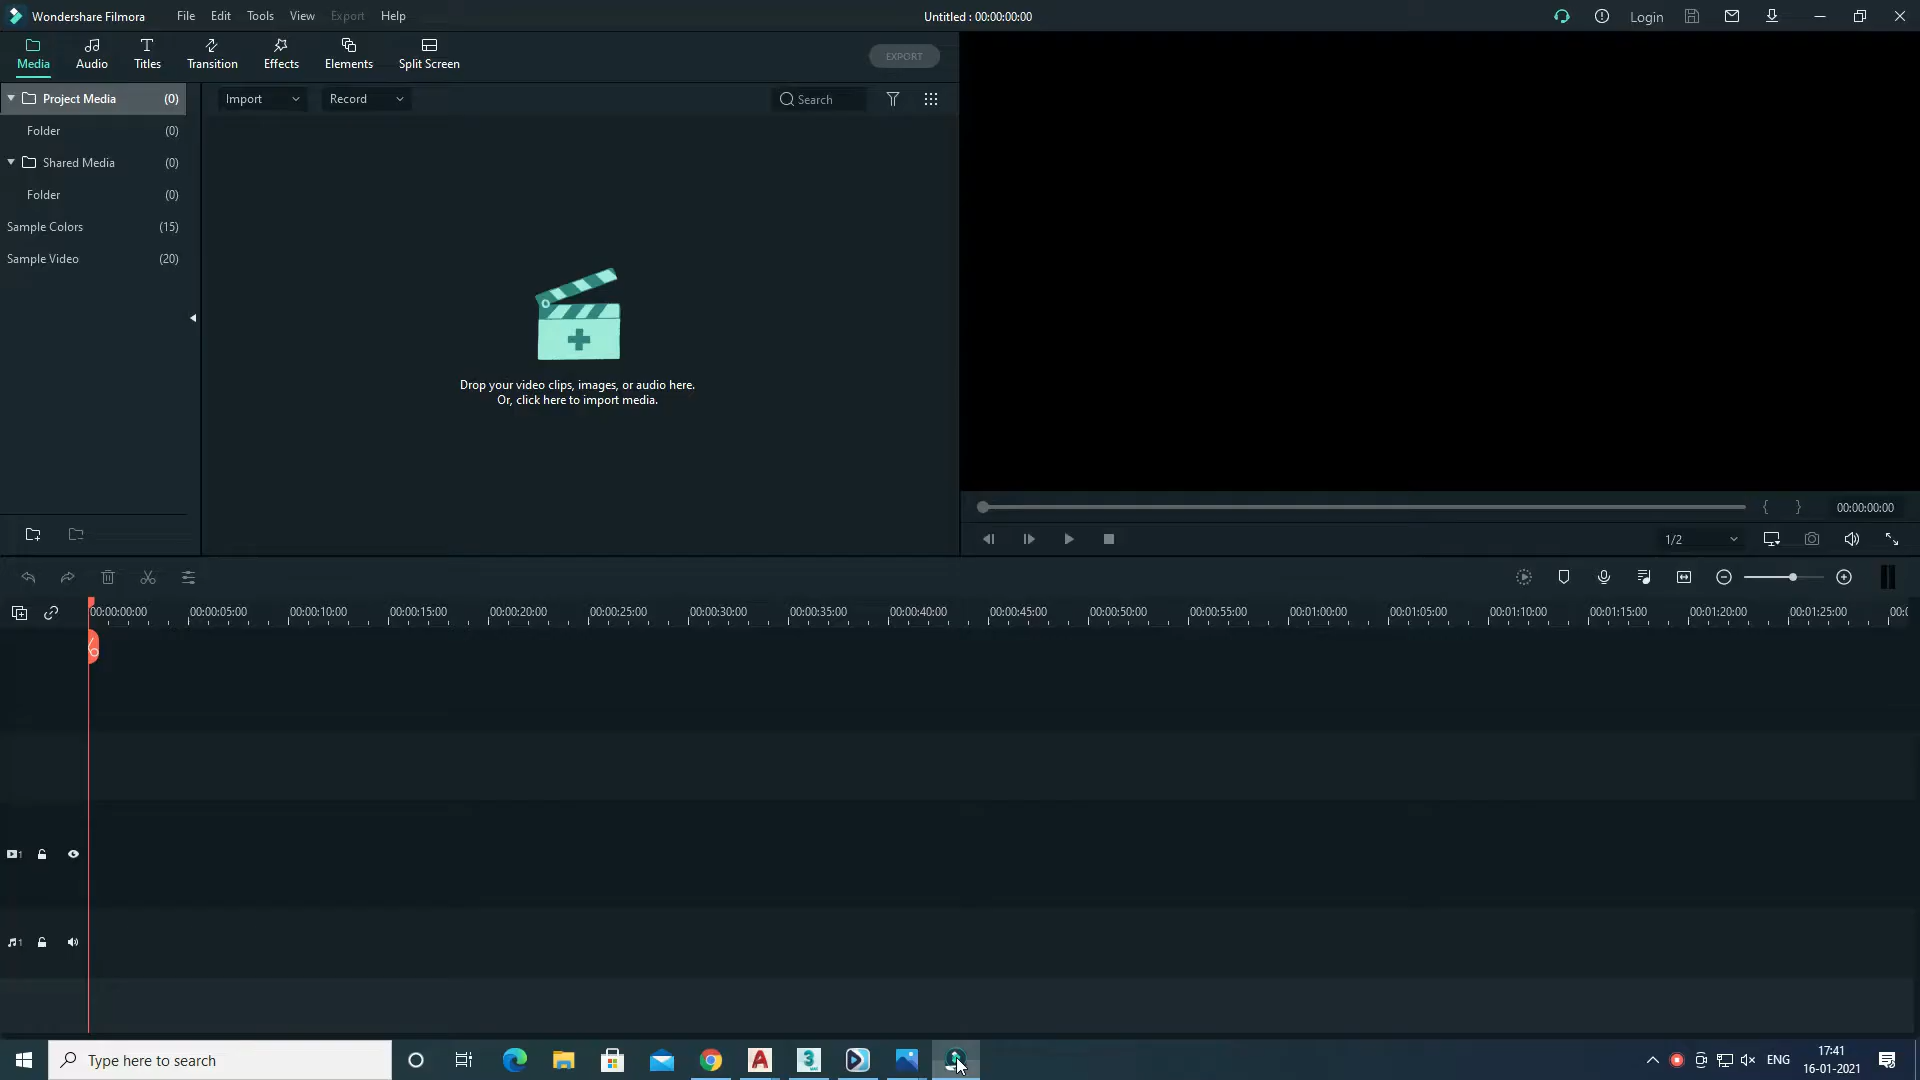 Wondershare Filmora File Edit Tools View Export Help Untitled : 00:00:00:00 Login
Media Audio Titles Transition Effects Elements Split Screen EXPORT
Project Media (0) Import Record Search
Folder (0)
Shared Media (0)
Folder (0)
Sample Colors (15)
Sample Video (20)
Drop your video clips, images, or audio here.
Or, click here to import media.
{ } 00:00:00:00
1/2
00:00:00:00 00:00:05:00 00:00:10:00 00:00:15:00 00:00:20:00 00:00:25:00 00:00:30:00 00:00:35:00 00:00:40:00 00:00:45:00 00:00:50:00 00:00:55:00 00:01:00:00 00:01:05:00 00:01:10:00 00:01:15:00 00:01:20:00 00:01:25:00 00:0
1
1
Type here to search A 3 ENG 17:41
16-01-2021